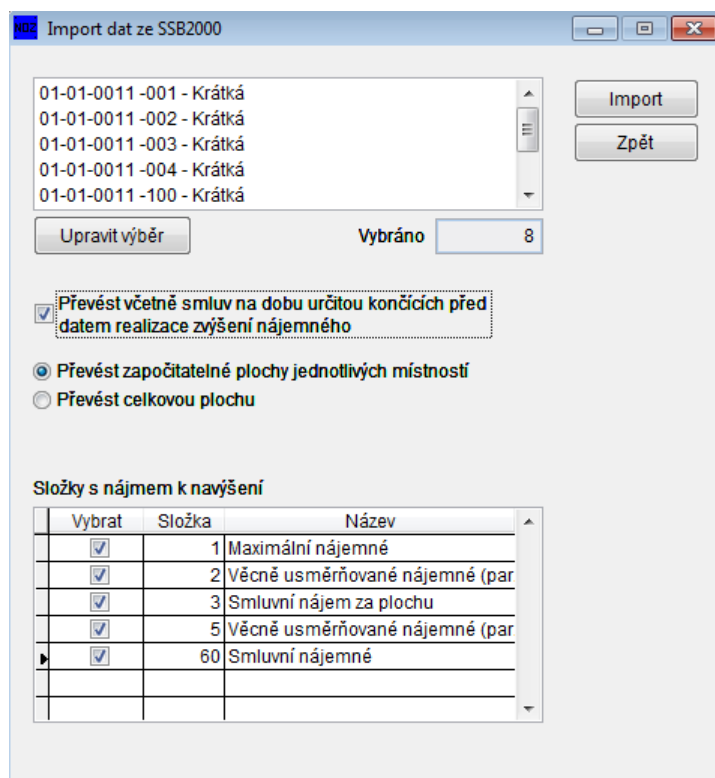 NOZ Import dat ze SSB2000
01-01-0011 -001 - Krátká
01-01-0011 -002 - Krátká
01-01-0011 -003 - Krátká
01-01-0011 -004 - Krátká
01-01-0011 -100 - Krátká
Import
Zpět
Upravit výběr
Vybráno 8
Převést včetně smluv na dobu určitou končících před
datem realizace zvýšení nájemného
Převést započitatelné plochy jednotlivých místností
Převést celkovou plochu
Složky s nájmem k navýšení
Vybrat Složka Název
1 Maximální nájemné
2 Věcně usměrňované nájemné (par
3 Smluvní nájem za plochu
5 Věcně usměrňované nájemné (par
60 Smluvní nájemné